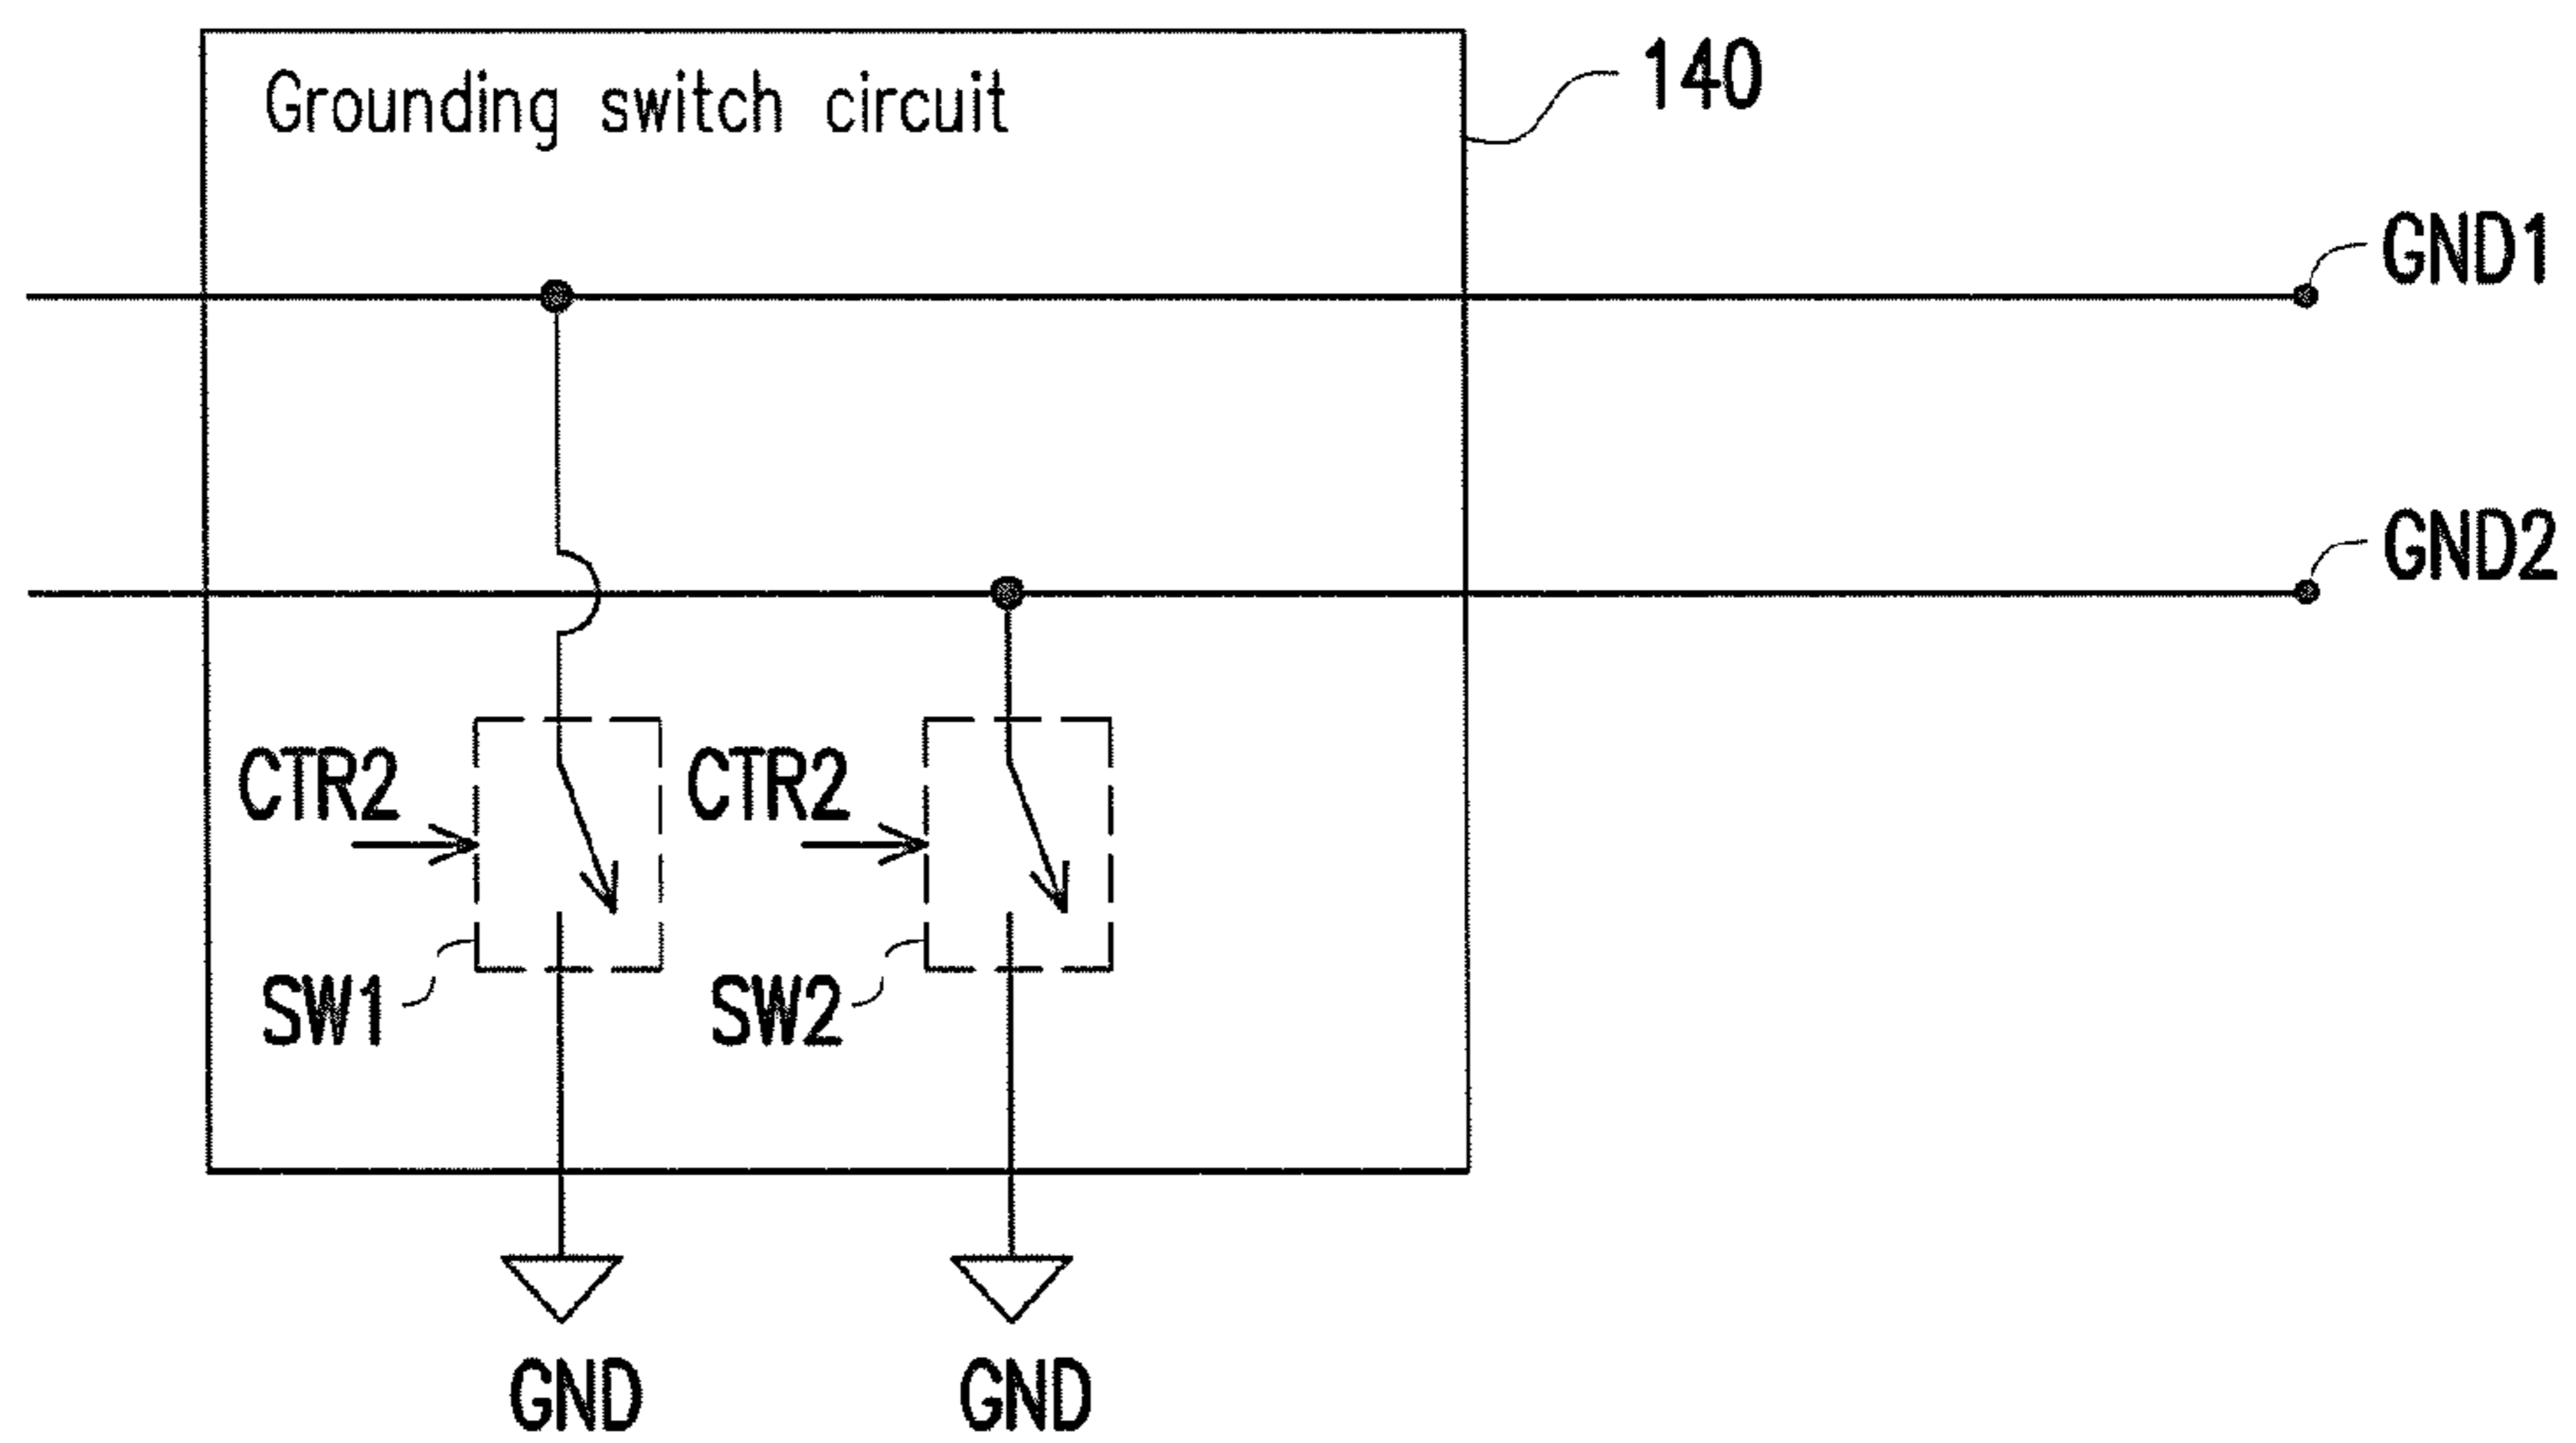 Grounding switch circuit
140
GND1
GND2
CTR2
CTR2
SW1
SW2
GND
GND